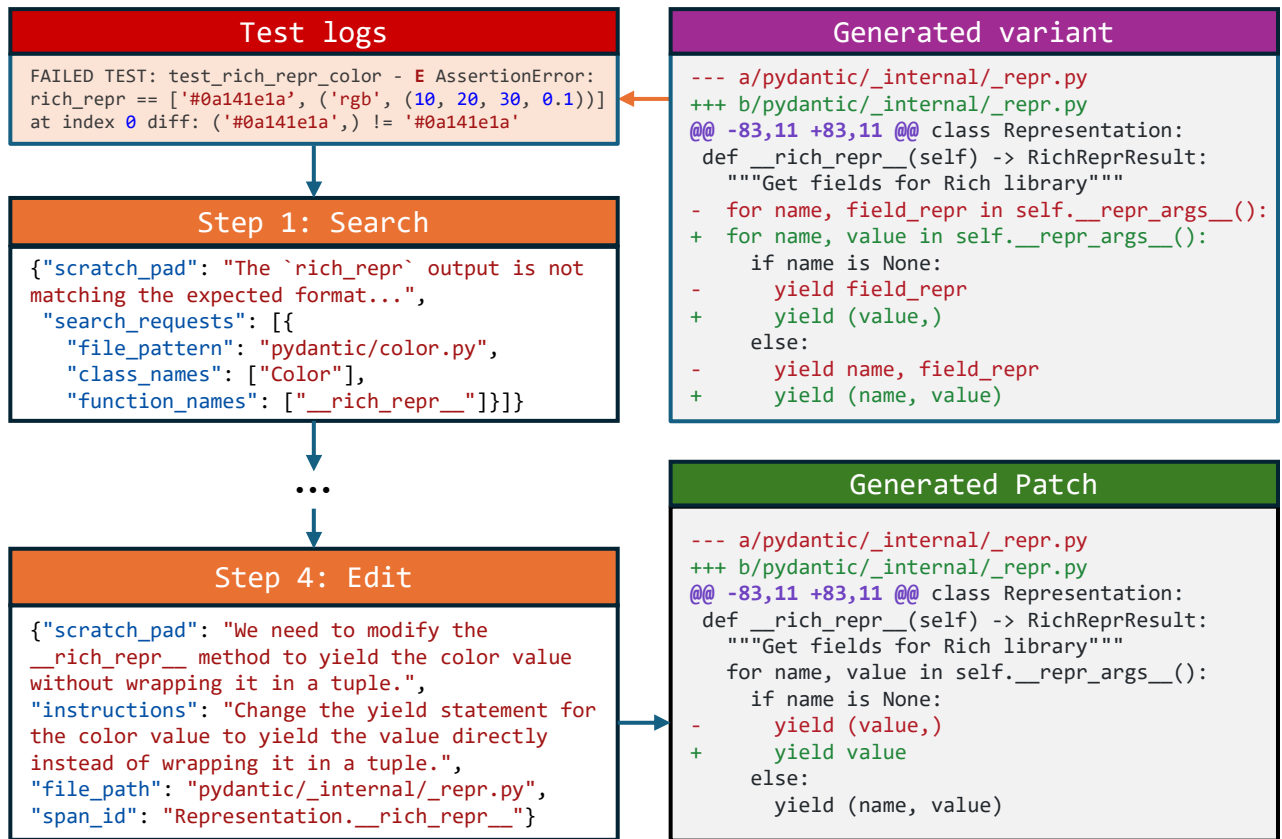 Test logs
FAILED TEST: test_rich_repr_color - E AssertionError:
rich_repr == ['#0a141e1a', ('rgb', (10, 20, 30, 0.1))]
at index 0 diff: ('#0a141e1a',) != '#0a141e1a'
Step 1: Search
{"scratch_pad": "The `rich_repr` output is not
matching the expected format...",
"search_requests": [{
"file_pattern": "pydantic/color.py",
"class_names": ["Color"],
"function_names": ["__rich_repr__"]}]}
...
Step 4: Edit
{"scratch_pad": "We need to modify the
__rich_repr__ method to yield the color value
without wrapping it in a tuple.",
"instructions": "Change the yield statement for
the color value to yield the value directly
instead of wrapping it in a tuple.",
"file_path": "pydantic/_internal/_repr.py",
"span_id": "Representation.__rich_repr__"}
Generated variant
--- a/pydantic/_internal/_repr.py
+++ b/pydantic/_internal/_repr.py
@@ -83,11 +83,11 @@ class Representation:
def __rich_repr__(self) -> RichReprResult:
"""Get fields for Rich library"""
- for name, field_repr in self.__repr_args__():
+ for name, value in self.__repr_args__():
if name is None:
- yield field_repr
+ yield (value,)
else:
- yield name, field_repr
+ yield (name, value)
Generated Patch
--- a/pydantic/_internal/_repr.py
+++ b/pydantic/_internal/_repr.py
@@ -83,11 +83,11 @@ class Representation:
def __rich_repr__(self) -> RichReprResult:
"""Get fields for Rich library"""
for name, value in self.__repr_args__():
if name is None:
- yield (value,)
+ yield value
else:
yield (name, value)